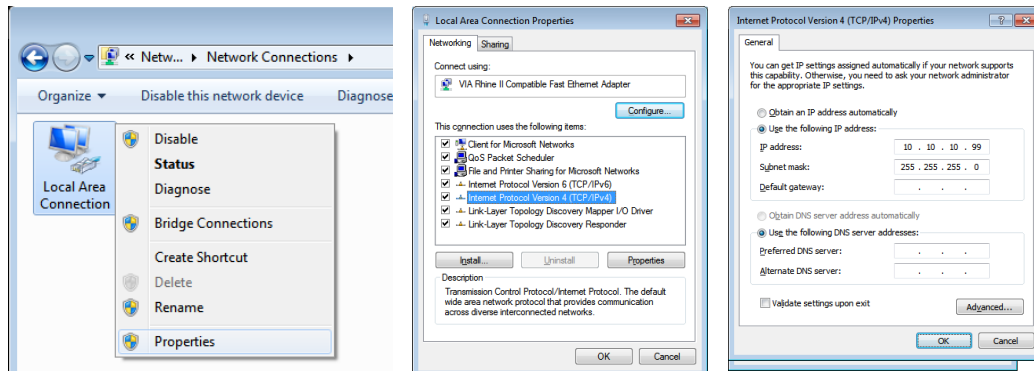 « Netw... ▸ Network Connections ▸
Organize ▾ Disable this network device Diagnose
Local Area
Connection
Disable
Status
Diagnose
Bridge Connections
Create Shortcut
Delete
Rename
Properties
Local Area Connection Properties
Networking Sharing
Connect using:
VIA Rhine II Compatible Fast Ethernet Adapter
Configure...
This connection uses the following items:
Client for Microsoft Networks
QoS Packet Scheduler
File and Printer Sharing for Microsoft Networks
Internet Protocol Version 6 (TCP/IPv6)
Internet Protocol Version 4 (TCP/IPv4)
Link-Layer Topology Discovery Mapper I/O Driver
Link-Layer Topology Discovery Responder
Install... Uninstall Properties
Description
Transmission Control Protocol/Internet Protocol. The default
wide area network protocol that provides communication
across diverse interconnected networks.
OK Cancel
Internet Protocol Version 4 (TCP/IPv4) Properties
General
You can get IP settings assigned automatically if your network supports
this capability. Otherwise, you need to ask your network administrator
for the appropriate IP settings.
Obtain an IP address automatically
Use the following IP address:
IP address: 10 . 10 . 10 . 99
Subnet mask: 255 . 255 . 255 . 0
Default gateway: . . .
Obtain DNS server address automatically
Use the following DNS server addresses:
Preferred DNS server: . . .
Alternate DNS server: . . .
Validate settings upon exit
Advanced...
OK Cancel